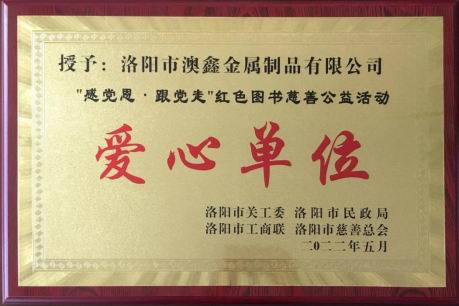 授予：洛阳市澳鑫金属制品有限公司
"感党恩·跟党走"红色图书慈善公益活动
爱心单位
洛阳市关工委 洛阳市民政局
洛阳市工商联 洛阳市慈善总会
二〇二二年五月